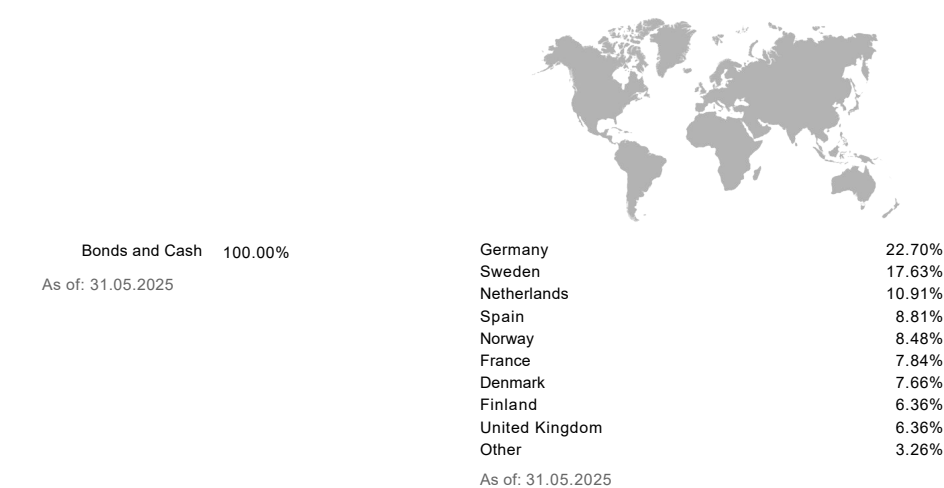 Bonds and Cash 100.00%
As of: 31.05.2025
Germany 22.70%
Sweden 17.63%
Netherlands 10.91%
Spain 8.81%
Norway 8.48%
France 7.84%
Denmark 7.66%
Finland 6.36%
United Kingdom 6.36%
Other 3.26%
As of: 31.05.2025